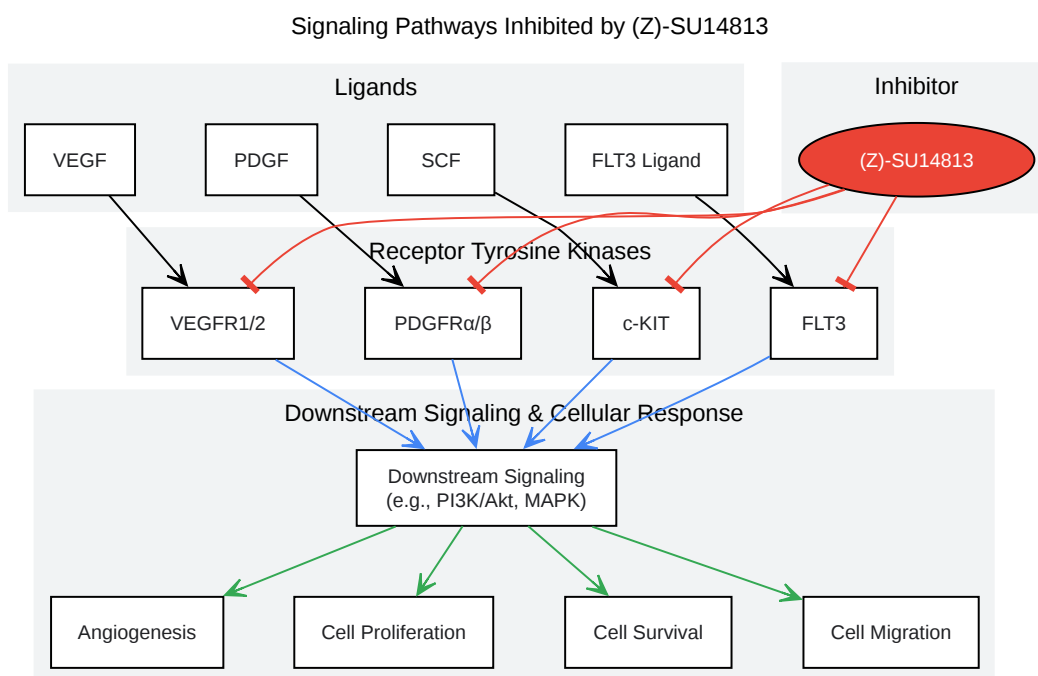 Signaling Pathways Inhibited by (Z)-SU14813
Ligands
Inhibitor
VEGF
PDGF
SCF
FLT3 Ligand
(Z)-SU14813
Receptor Tyrosine Kinases
VEGFR1/2
PDGFRα/β
c-KIT
FLT3
Downstream Signaling & Cellular Response
Downstream Signaling
(e.g., PI3K/Akt, MAPK)
Angiogenesis
Cell Proliferation
Cell Survival
Cell Migration